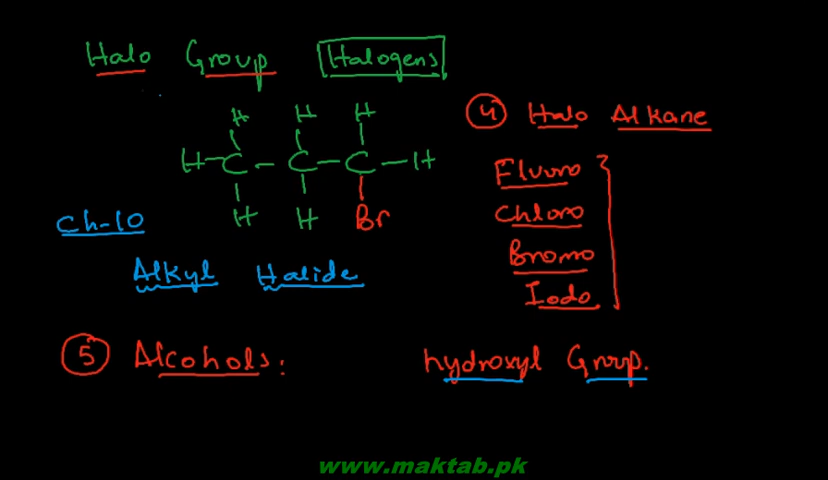 Halo Group Halogens
4 Halo Alkane
H H H
H-C-C-C-H
H H Br
Fluoro
Chloro
Bromo
Iodo
Ch-10
Alkyl Halide
5 Alcohols: hydroxyl Group.
www.maktab.pk